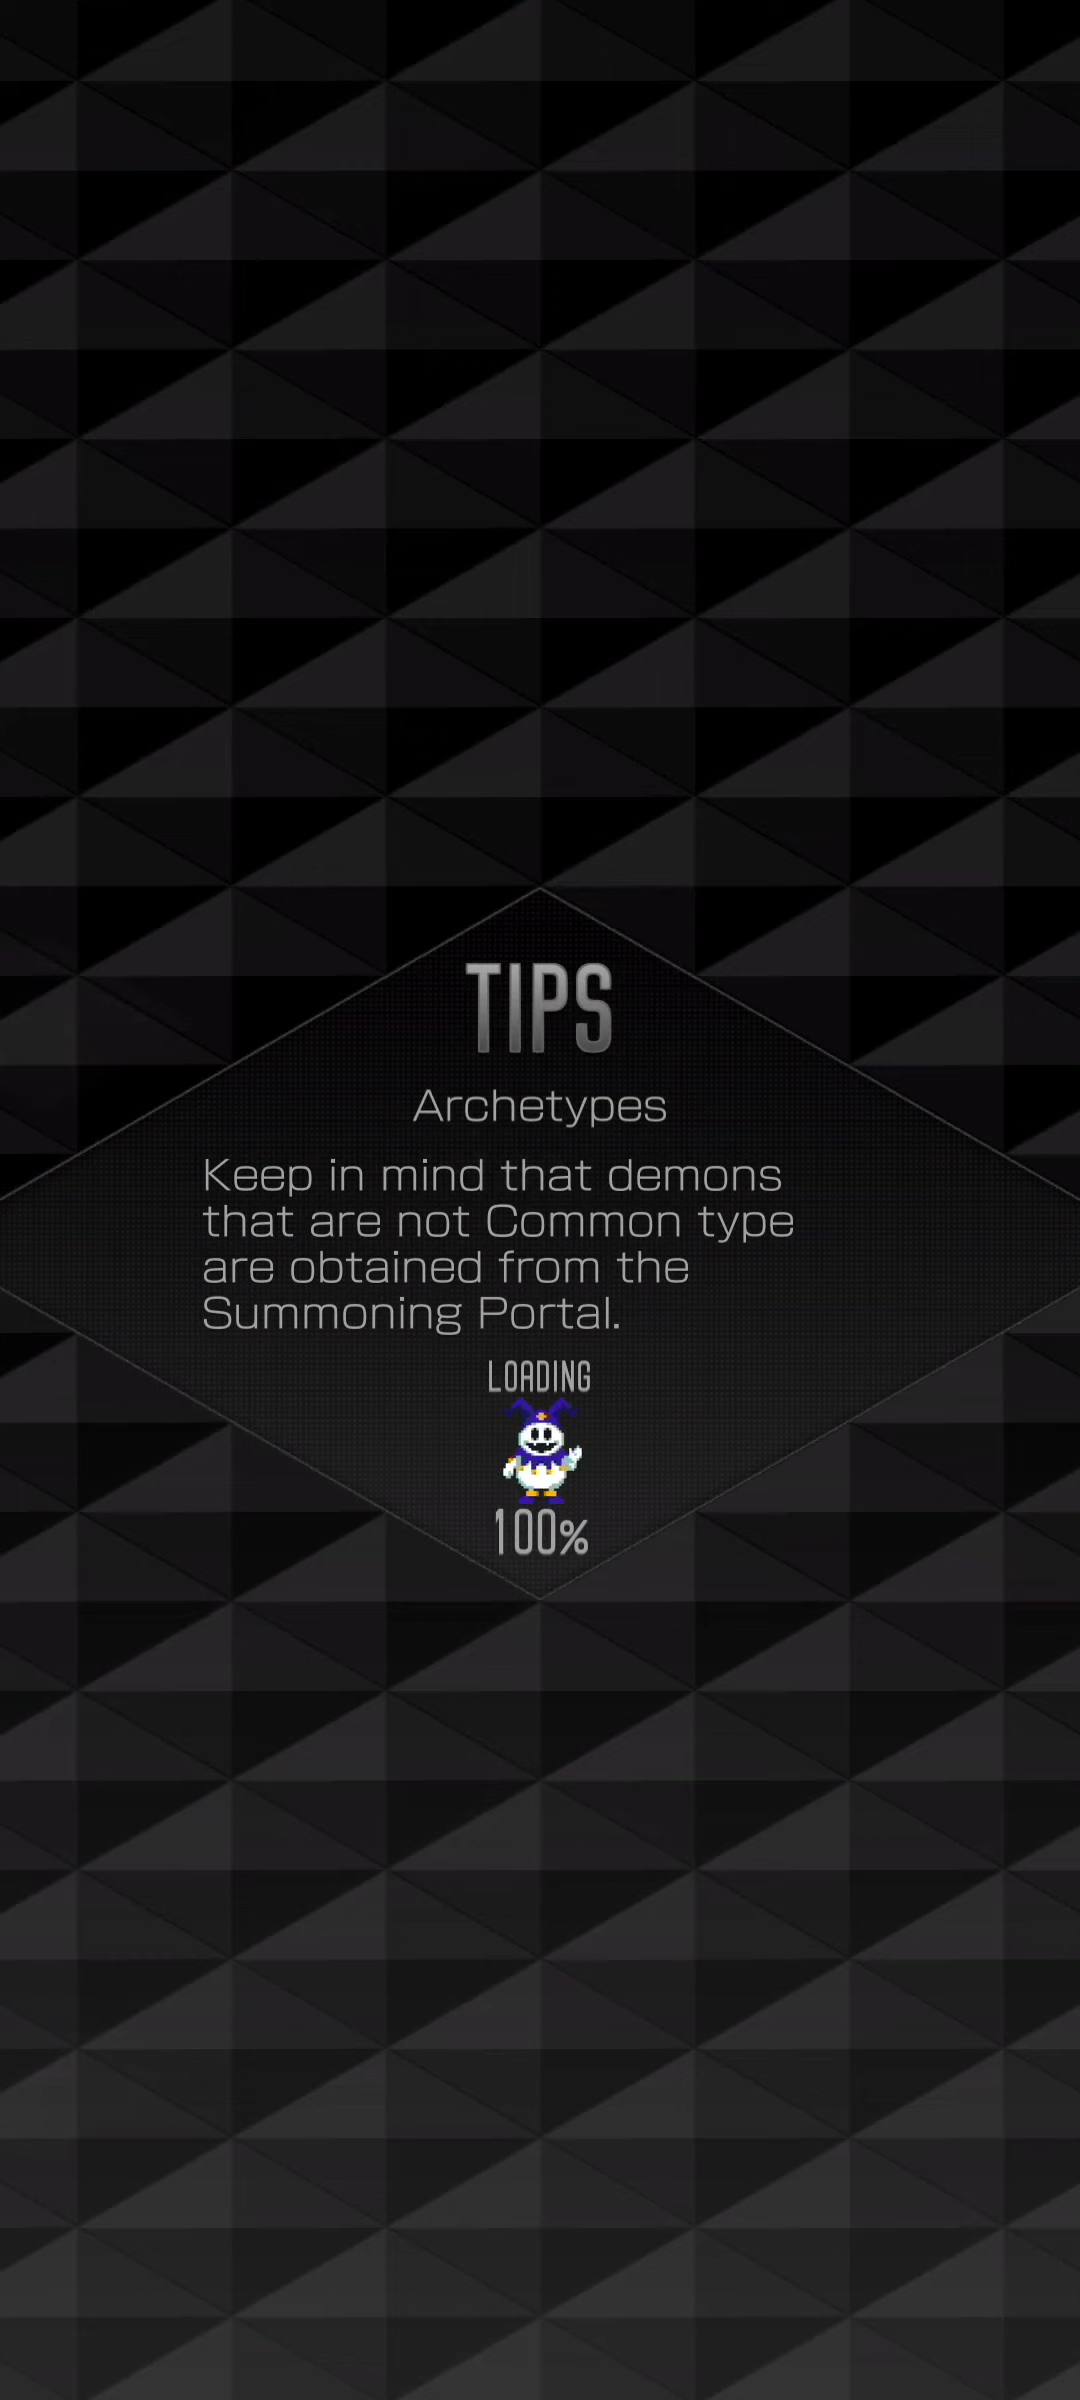 TIPS
Archetypes
Keep in mind that demons
that are not Common type
are obtained from the
Summoning Portal.
LOADING
100%